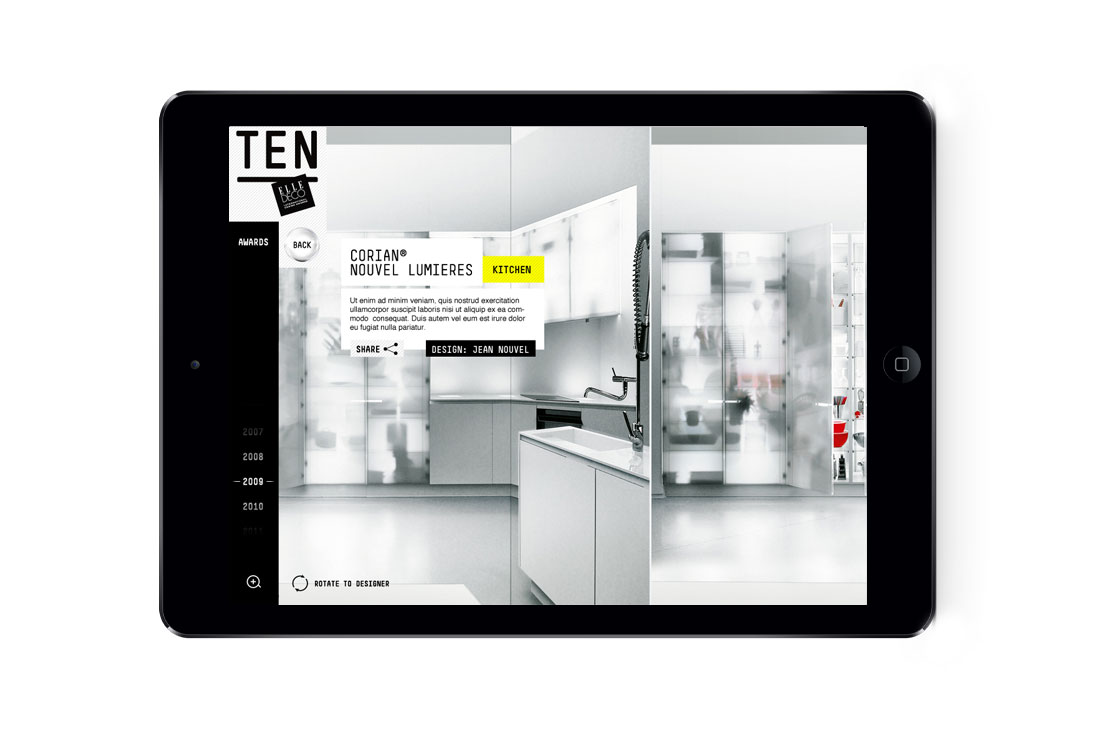 TEN
ELLE
DECO
AWARDS
BACK
CORIAN®
NOUVEL LUMIERES
KITCHEN
Ut enim ad minim veniam, quis nostrud exercitation
ullamcorpor suscipit laboris nisi ut aliquip ex ea com-
modo consequat. Duis autem vel eum est irure dolor
eu fugiat nulla pariatur.
SHARE
DESIGN: JEAN NOUVEL
2007
2008
2009
2010
2011
ROTATE TO DESIGNER